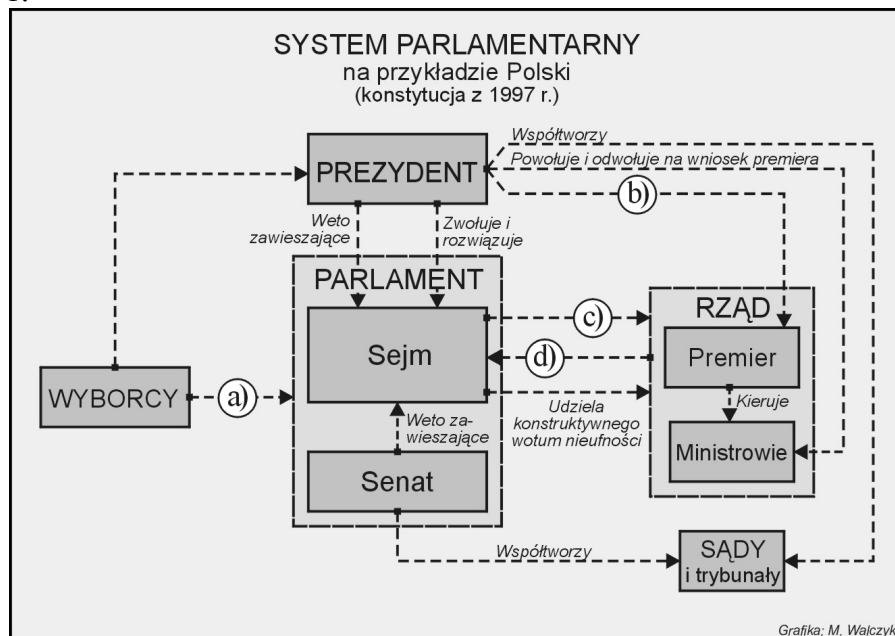 SYSTEM PARLAMENTARNY
na przykładzie Polski
(konstytucja z 1997 r.)
Współtworzy
Powołuje i odwołuje na wniosek premiera
PREZYDENT
b)
Weto
zawieszające
Zwołuje i
rozwiązuje
PARLAMENT
RZĄD
c)
Sejm
d)
Premier
WYBORCY
a)
Kieruje
Udziela
konstruktywnego
wotum nieufności
Weto za-
wieszające
Ministrowie
Senat
Współtworzy
SĄDY
i trybunały
Grafika; M. Walczyk